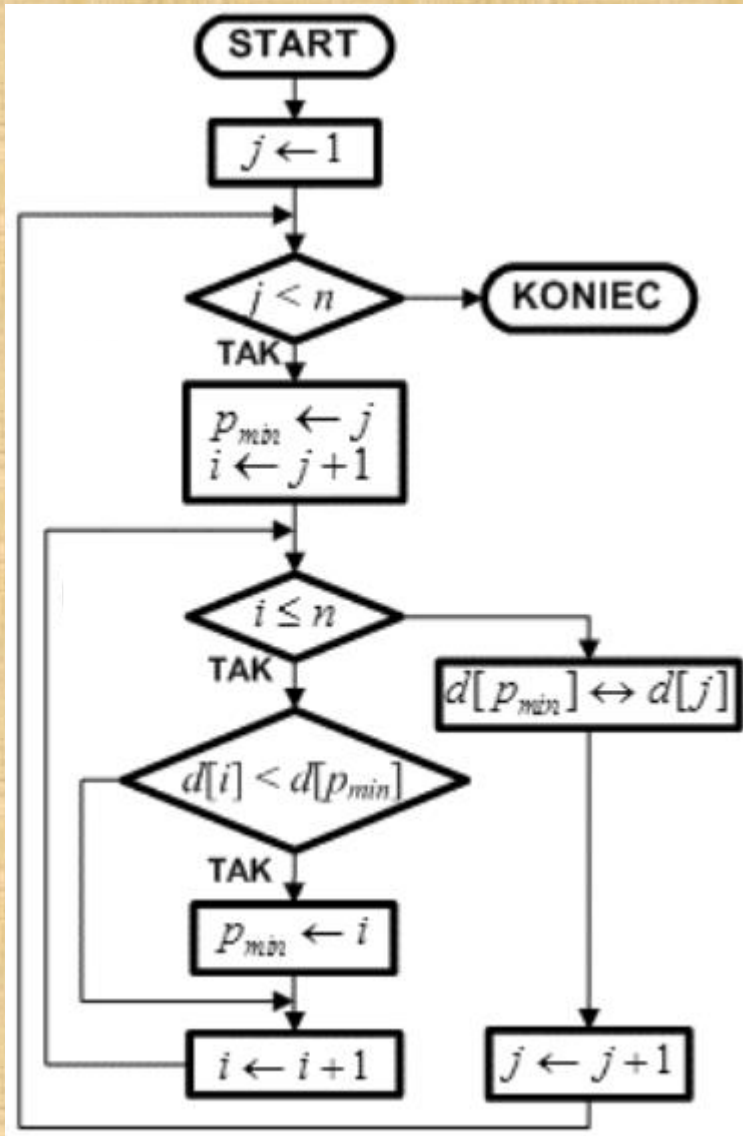 START
j ← 1
j < n
KONIEC
TAK
p_min ← j
i ← j + 1
i ≤ n
TAK
d[p_min] ↔ d[j]
d[i] < d[p_min]
TAK
p_min ← i
i ← i + 1
j ← j + 1